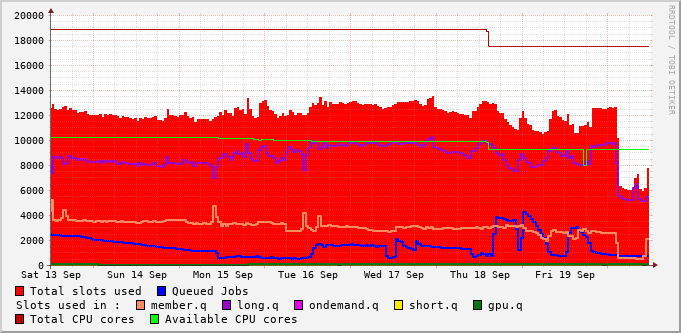 RRDTOOL / TOBI OETIKER
20000
18000
16000
14000
12000
10000
8000
6000
4000
2000
0
Sat 13 Sep Sun 14 Sep Mon 15 Sep Tue 16 Sep Wed 17 Sep Thu 18 Sep Fri 19 Sep
Total slots used Queued Jobs
Slots used in : member.q long.q ondemand.q short.q gpu.q
Total CPU cores Available CPU cores